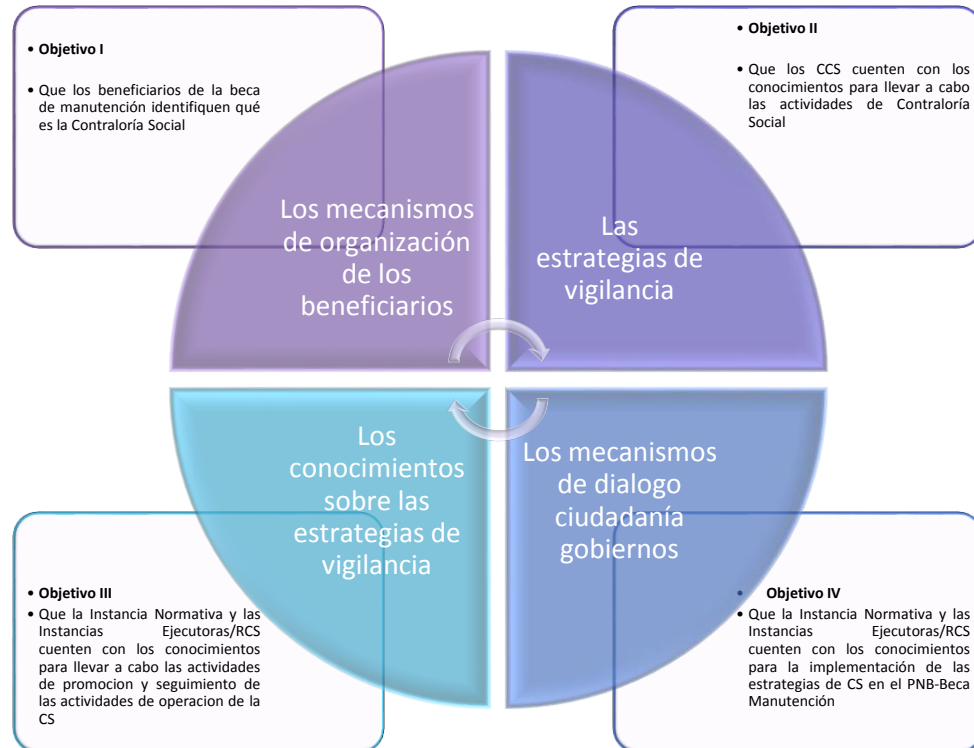 • Objetivo I
• Que los beneficiarios de la beca
de manutención identifiquen qué
es la Contraloría Social
• Objetivo II
• Que los CCS cuenten con los
conocimientos para llevar a cabo
las actividades de Contraloría
Social
Los mecanismos
de organización
de los
beneficiarios
Las
estrategias de
vigilancia
Los
conocimientos
sobre las
estrategias de
vigilancia
Los mecanismos
de dialogo
ciudadanía
gobiernos
• Objetivo III
• Que la Instancia Normativa y las
Instancias Ejecutoras/RCS
cuenten con los conocimientos
para llevar a cabo las actividades
de promocion y seguimiento de
las actividades de operacion de la
CS
• Objetivo IV
• Que la Instancia Normativa y las
Instancias Ejecutoras/RCS
cuenten con los conocimientos
para la implementación de las
estrategias de CS en el PNB-Beca
Manutención